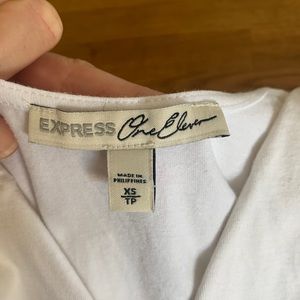 EXPRESS One Eleven
MADE IN
PHILIPPINES
XS
TP